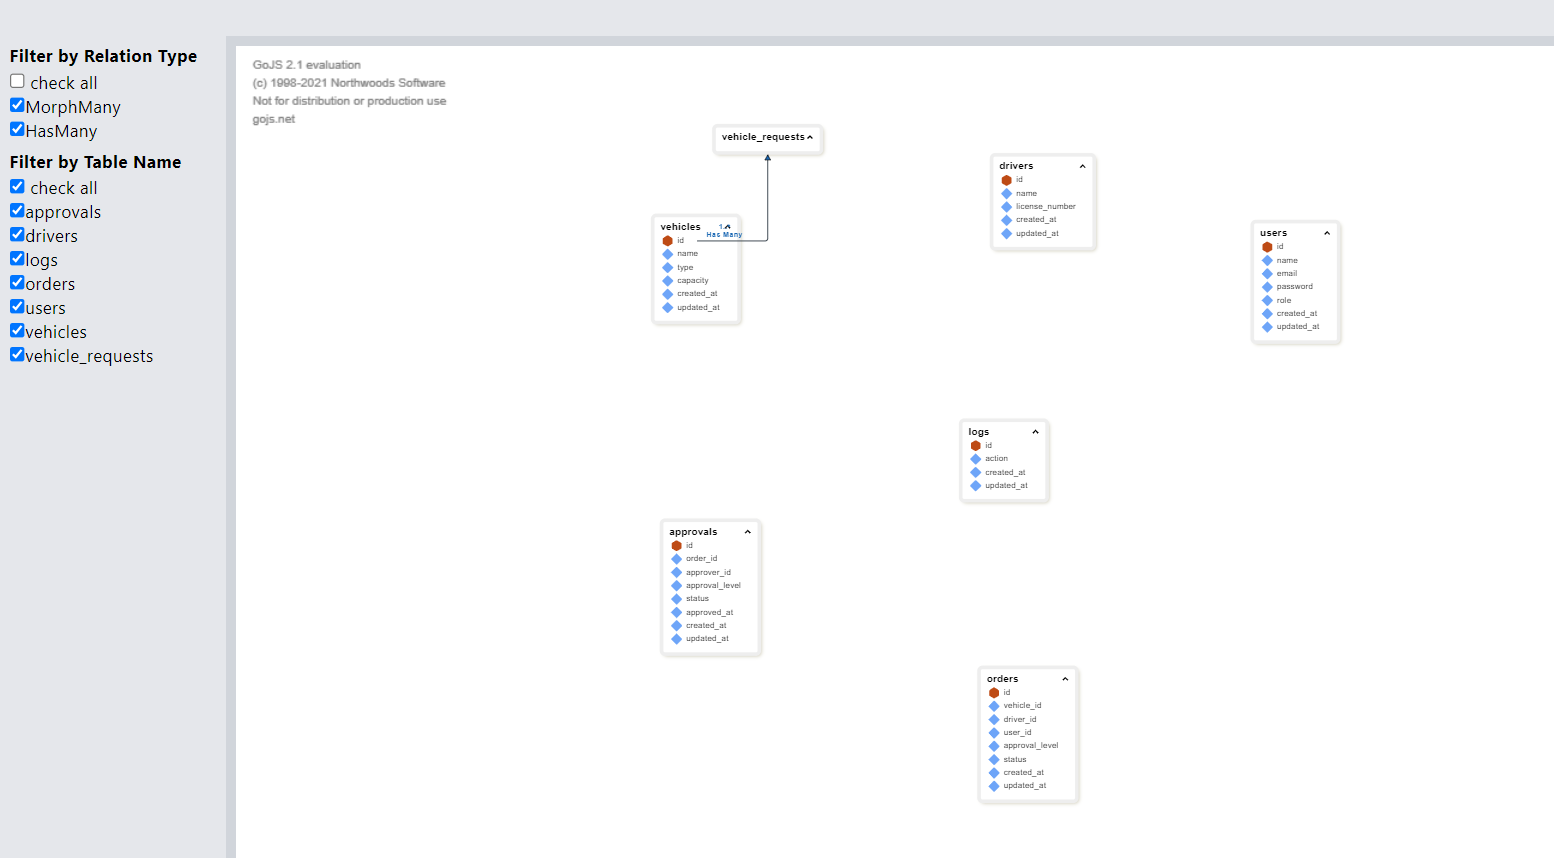 Filter by Relation Type
check all
MorphMany
HasMany
Filter by Table Name
check all
approvals
drivers
logs
orders
users
vehicles
vehicle_requests
GoJS 2.1 evaluation
(c) 1998-2021 Northwoods Software
Not for distribution or production use
gojs.net
vehicle_requests
vehicles
Has Many
id
name
type
capacity
created_at
updated_at
drivers
id
name
license_number
created_at
updated_at
users
id
name
email
password
role
created_at
updated_at
logs
id
action
created_at
updated_at
approvals
id
order_id
approver_id
approval_level
status
approved_at
created_at
updated_at
orders
id
vehicle_id
driver_id
user_id
approval_level
status
created_at
updated_at